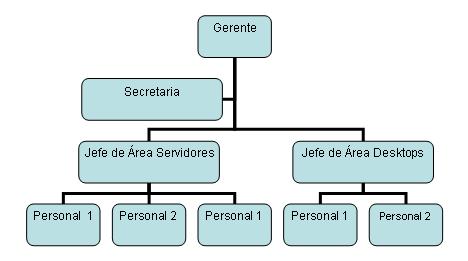 Gerente
Secretaria
Jefe de Área Servidores
Jefe de Área Desktops
Personal 1
Personal 2
Personal 1
Personal 1
Personal 2